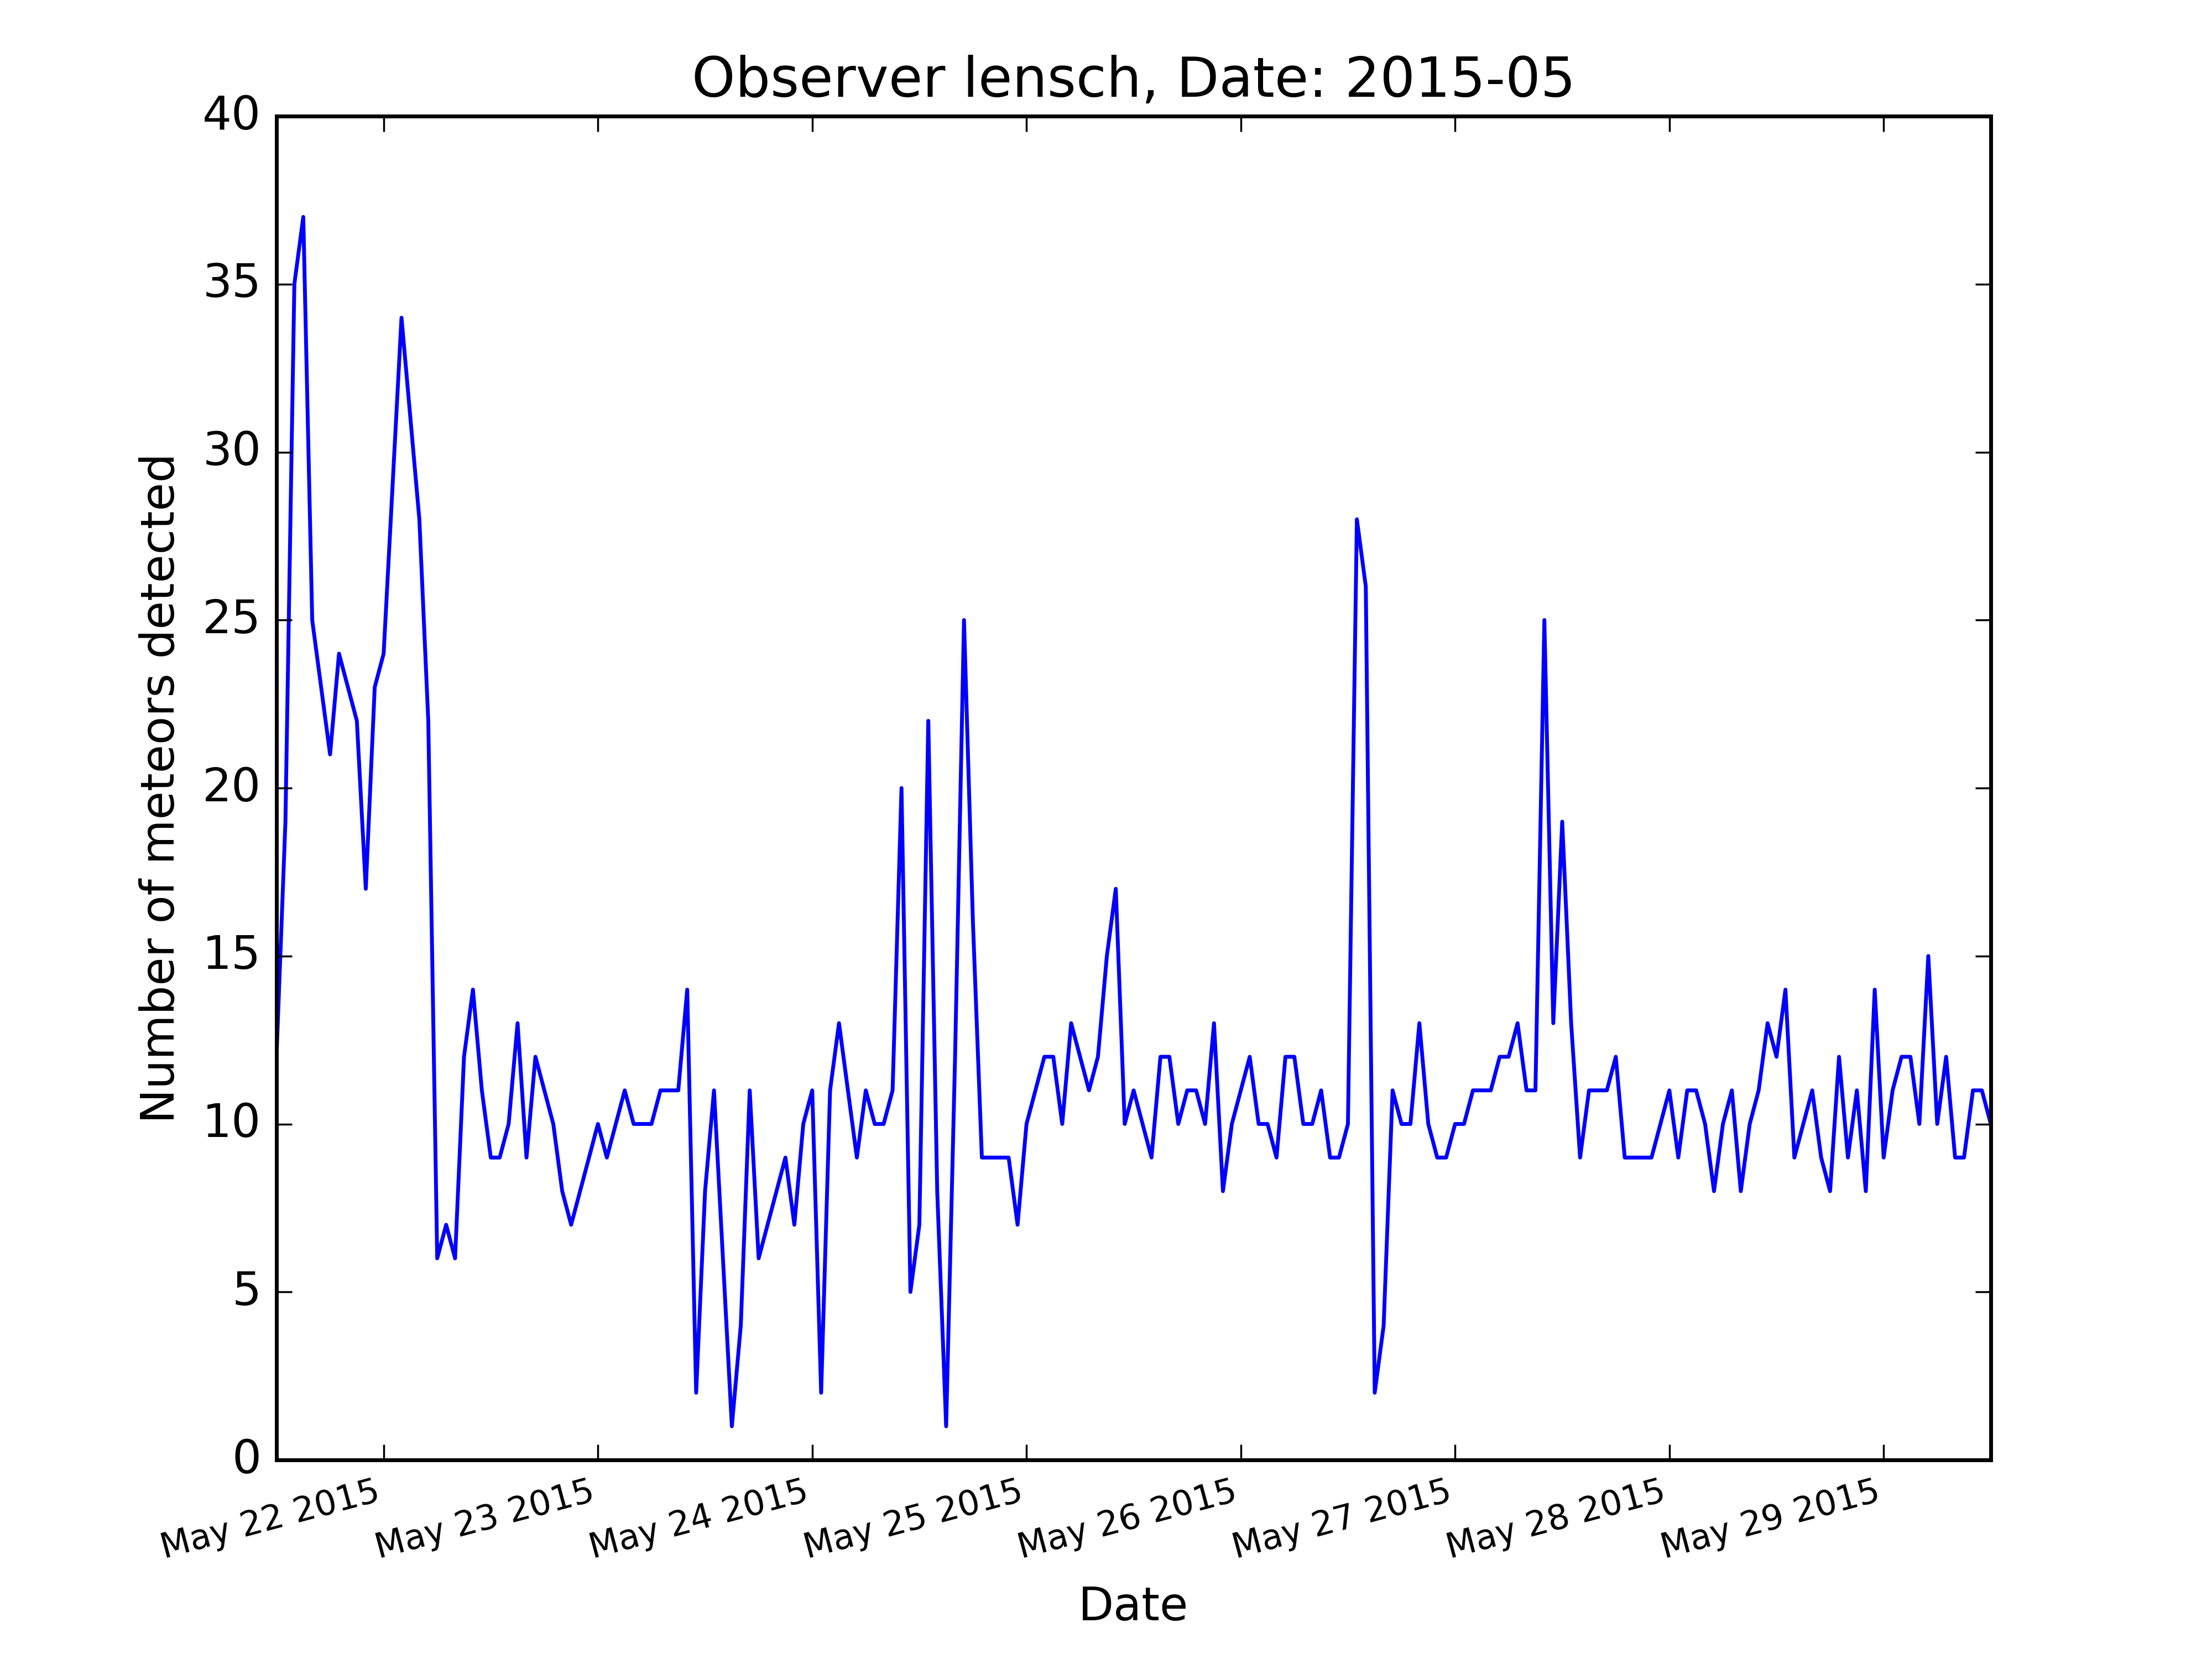 Observer lensch, Date: 2015-05
Number of meteors detected
40
35
30
25
20
15
10
5
0
May 22 2015
May 23 2015
May 24 2015
May 25 2015
May 26 2015
May 27 2015
May 28 2015
May 29 2015
Date